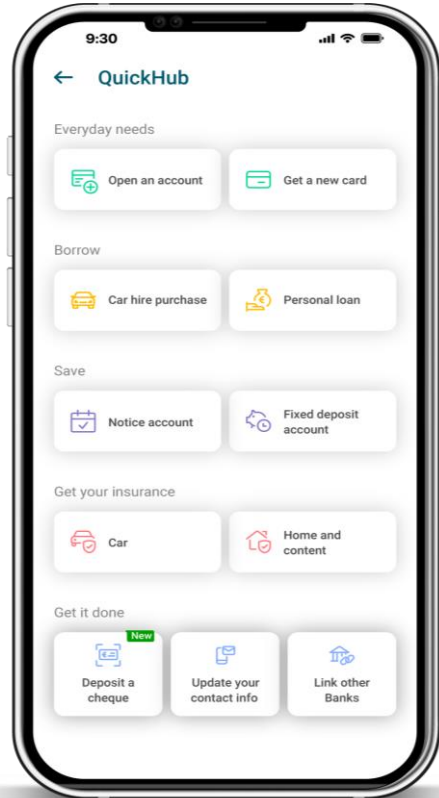 9:30
QuickHub
Everyday needs
Open an account
Get a new card
Borrow
Car hire purchase
Personal loan
Save
Notice account
Fixed deposit
account
Get your insurance
Car
Home and
content
Get it done
New
Deposit a
cheque
Update your
contact info
Link other
Banks